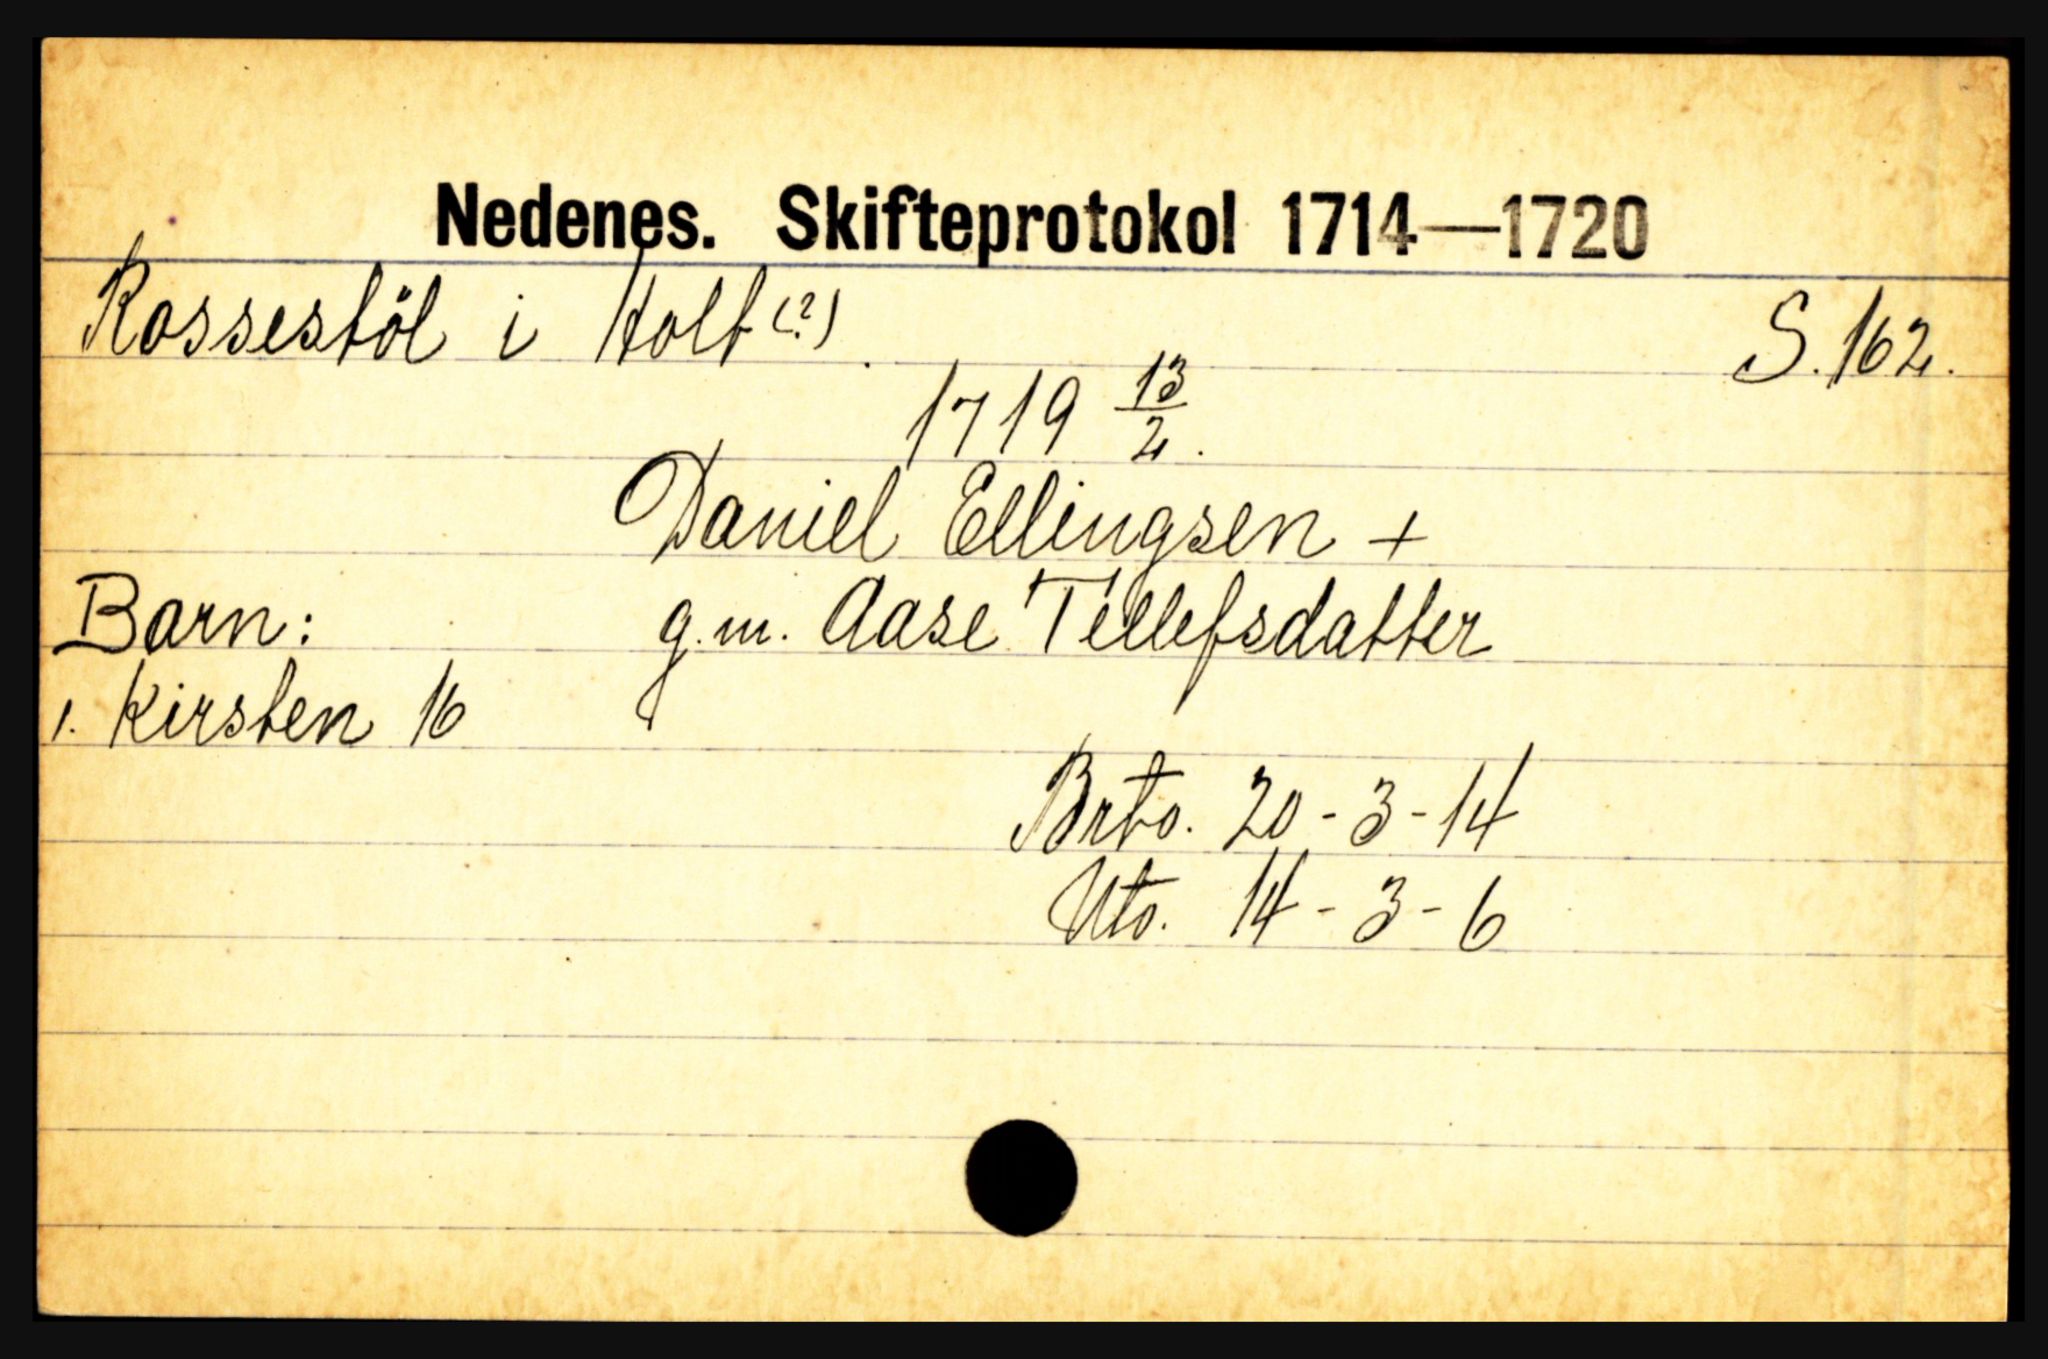 Nedenes. Skifteprotokol 1714—1720
Rossestöl i Holt (?)
S. 162.
1719 13/2.
Daniel Ellingsen +
g.m. Aase Tellefsdatter
Barn:
1. Kirsten 16
Brto. 20 - 3 - 14
Nto. 14 - 3 - 6